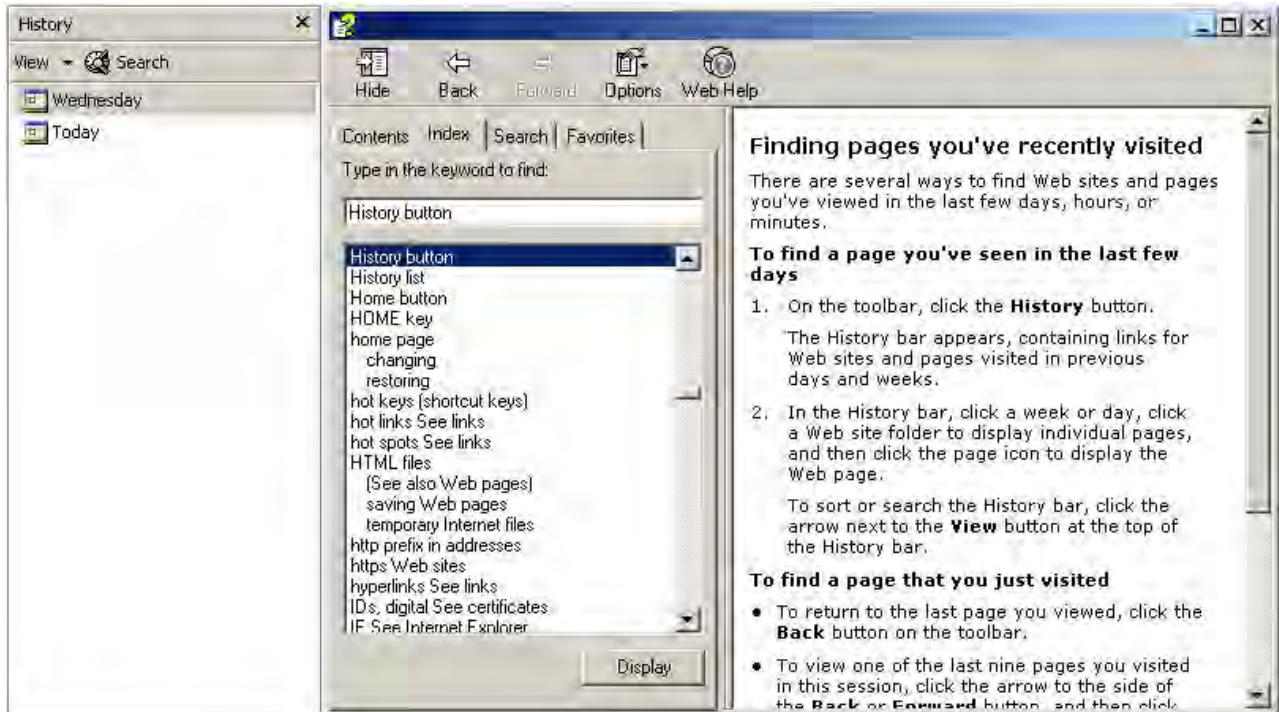 History
View Search
Wednesday
Today
Hide Back Forward Options Web Help
Contents Index Search Favorites
Type in the keyword to find:
History button
History button
History list
Home button
HOME key
home page
changing
restoring
hot keys (shortcut keys)
hot links See links
hot spots See links
HTML files
(See also Web pages)
saving Web pages
temporary Internet files
http prefix in addresses
https Web sites
hyperlinks See links
IDs, digital See certificates
IE See Internet Explorer
Display
Finding pages you've recently visited
There are several ways to find Web sites and pages
you've viewed in the last few days, hours, or
minutes.
To find a page you've seen in the last few
days
1. On the toolbar, click the History button.
The History bar appears, containing links for
Web sites and pages visited in previous
days and weeks.
2. In the History bar, click a week or day, click
a Web site folder to display individual pages,
and then click the page icon to display the
Web page.
To sort or search the History bar, click the
arrow next to the View button at the top of
the History bar.
To find a page that you just visited
• To return to the last page you viewed, click the
Back button on the toolbar.
• To view one of the last nine pages you visited
in this session, click the arrow to the side of
the Back or Forward button, and then click